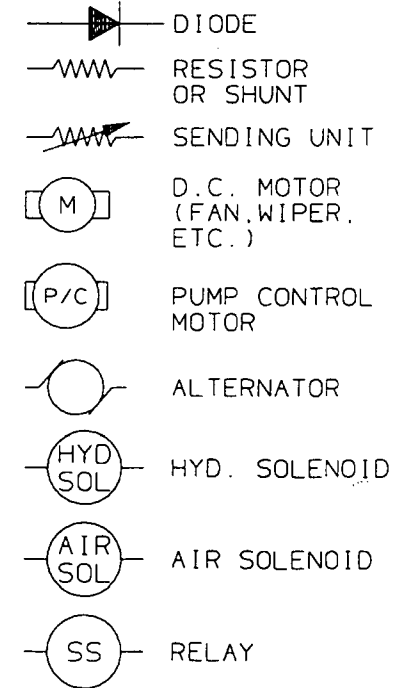 DIODE
RESISTOR
OR SHUNT
SENDING UNIT
M
D.C. MOTOR
(FAN,WIPER,
ETC.)
P/C
PUMP CONTROL
MOTOR
ALTERNATOR
HYD
SOL
HYD. SOLENOID
AIR
SOL
AIR SOLENOID
SS
RELAY